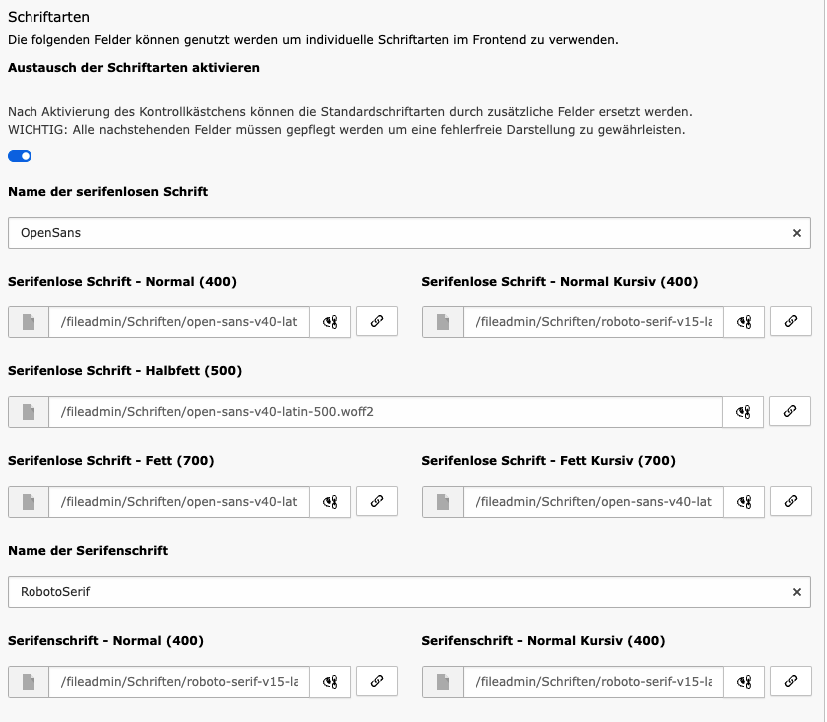 Schriftarten
Die folgenden Felder können genutzt werden um individuelle Schriftarten im Frontend zu verwenden.
Austausch der Schriftarten aktivieren
Nach Aktivierung des Kontrollkästchens können die Standardschriftarten durch zusätzliche Felder ersetzt werden.
WICHTIG: Alle nachstehenden Felder müssen gepflegt werden um eine fehlerfreie Darstellung zu gewährleisten.
Name der serifenlosen Schrift
OpenSans
Serifenlose Schrift - Normal (400) Serifenlose Schrift - Normal Kursiv (400)
/fileadmin/Schriften/open-sans-v40-lat /fileadmin/Schriften/roboto-serif-v15-la
Serifenlose Schrift - Halbfett (500)
/fileadmin/Schriften/open-sans-v40-latin-500.woff2
Serifenlose Schrift - Fett (700) Serifenlose Schrift - Fett Kursiv (700)
/fileadmin/Schriften/open-sans-v40-lat /fileadmin/Schriften/open-sans-v40-lat
Name der Serifenschrift
RobotoSerif
Serifenschrift - Normal (400) Serifenschrift - Normal Kursiv (400)
/fileadmin/Schriften/roboto-serif-v15-la /fileadmin/Schriften/roboto-serif-v15-la